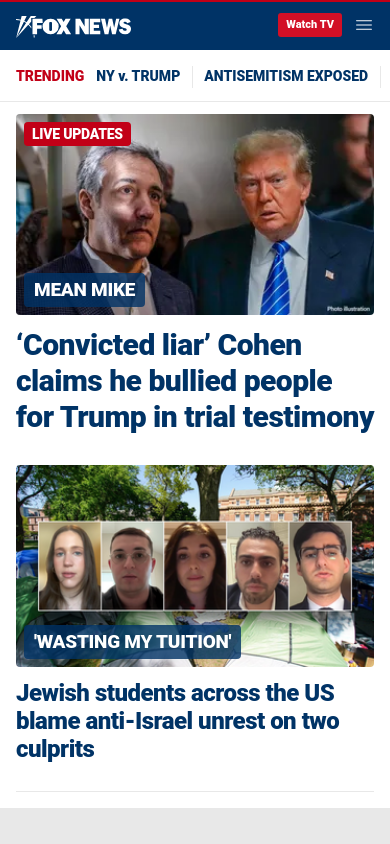 FOX NEWS
Watch TV
TRENDING NY v. TRUMP ANTISEMITISM EXPOSED
LIVE UPDATES
MEAN MIKE
Photo illustration
‘Convicted liar’ Cohen
claims he bullied people
for Trump in trial testimony
'WASTING MY TUITION'
Jewish students across the US
blame anti-Israel unrest on two
culprits